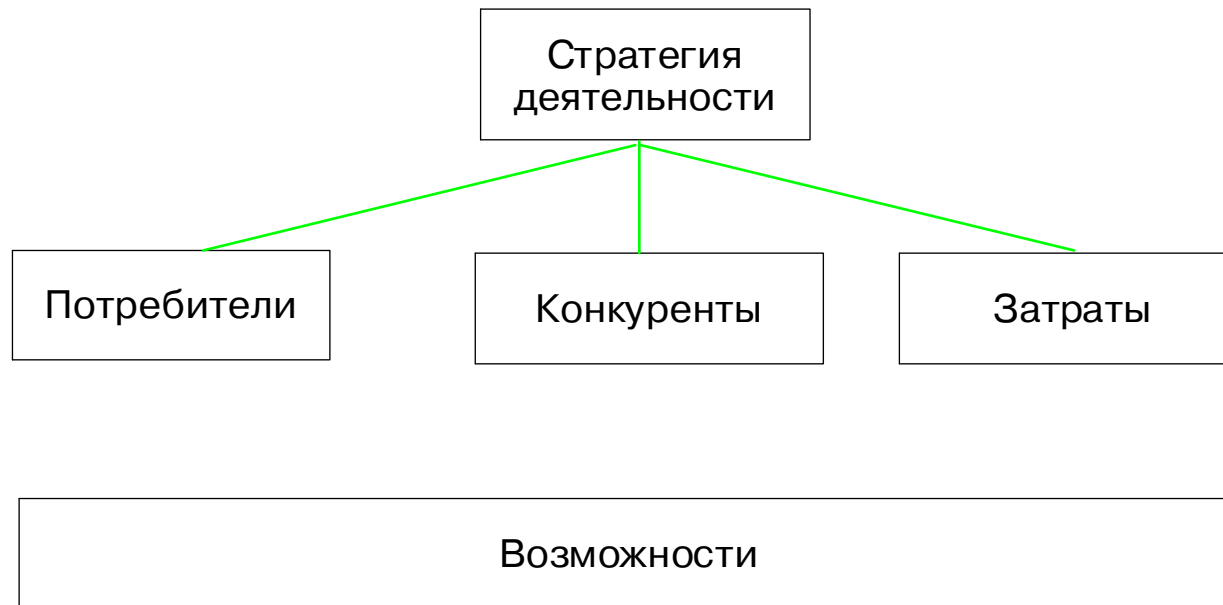 Стратегия
деятельности
Потребители
Конкуренты
Затраты
Возможности